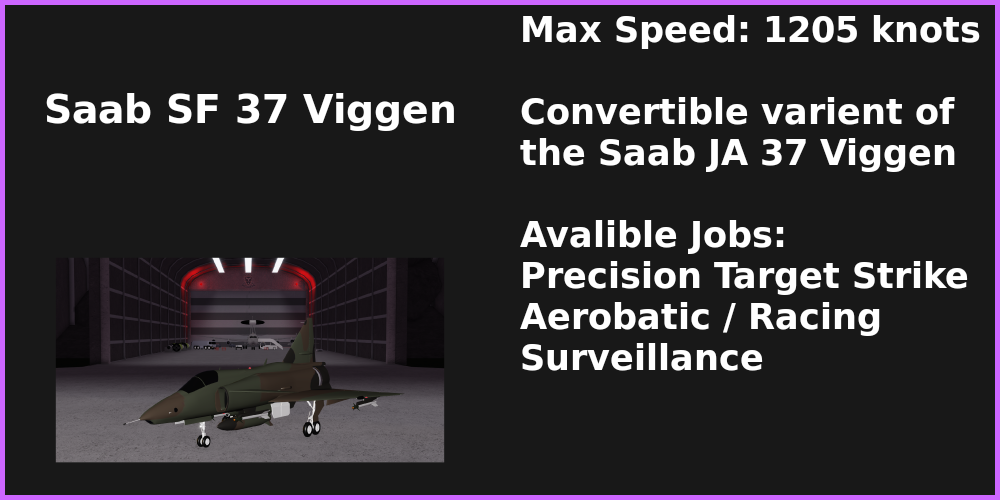 Saab SF 37 Viggen
Max Speed: 1205 knots
Convertible varient of
the Saab JA 37 Viggen
Avalible Jobs:
Precision Target Strike
Aerobatic / Racing
Surveillance